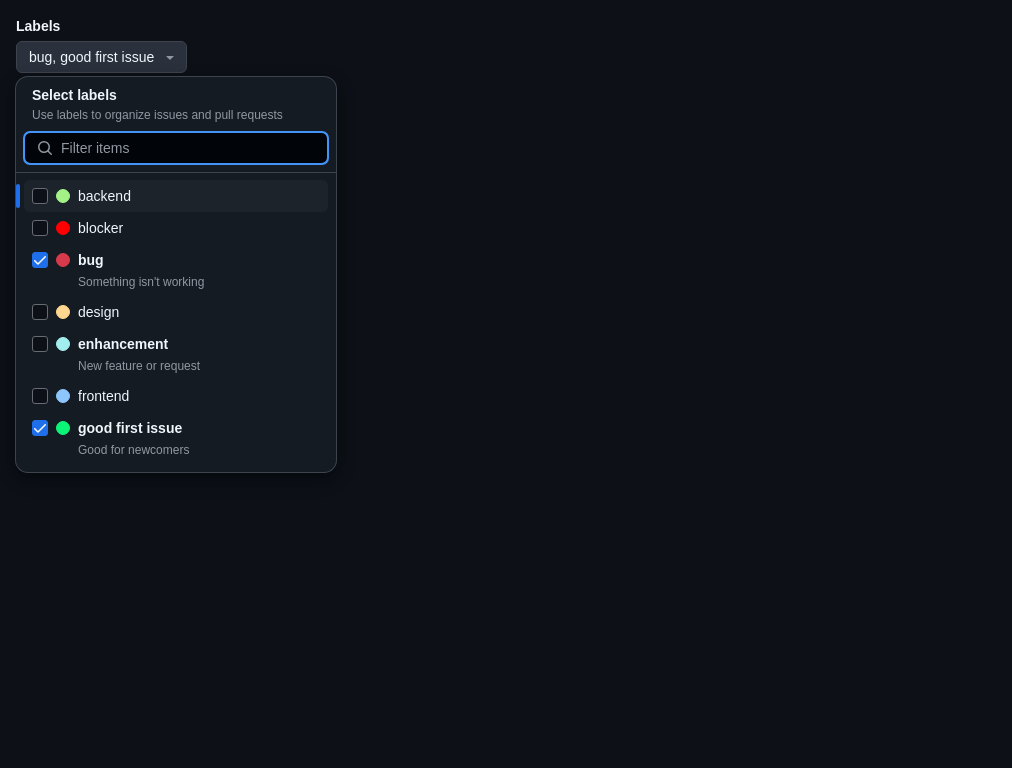 Labels
bug, good first issue
Select labels
Use labels to organize issues and pull requests
Filter items
backend
blocker
bug
Something isn't working
design
enhancement
New feature or request
frontend
good first issue
Good for newcomers